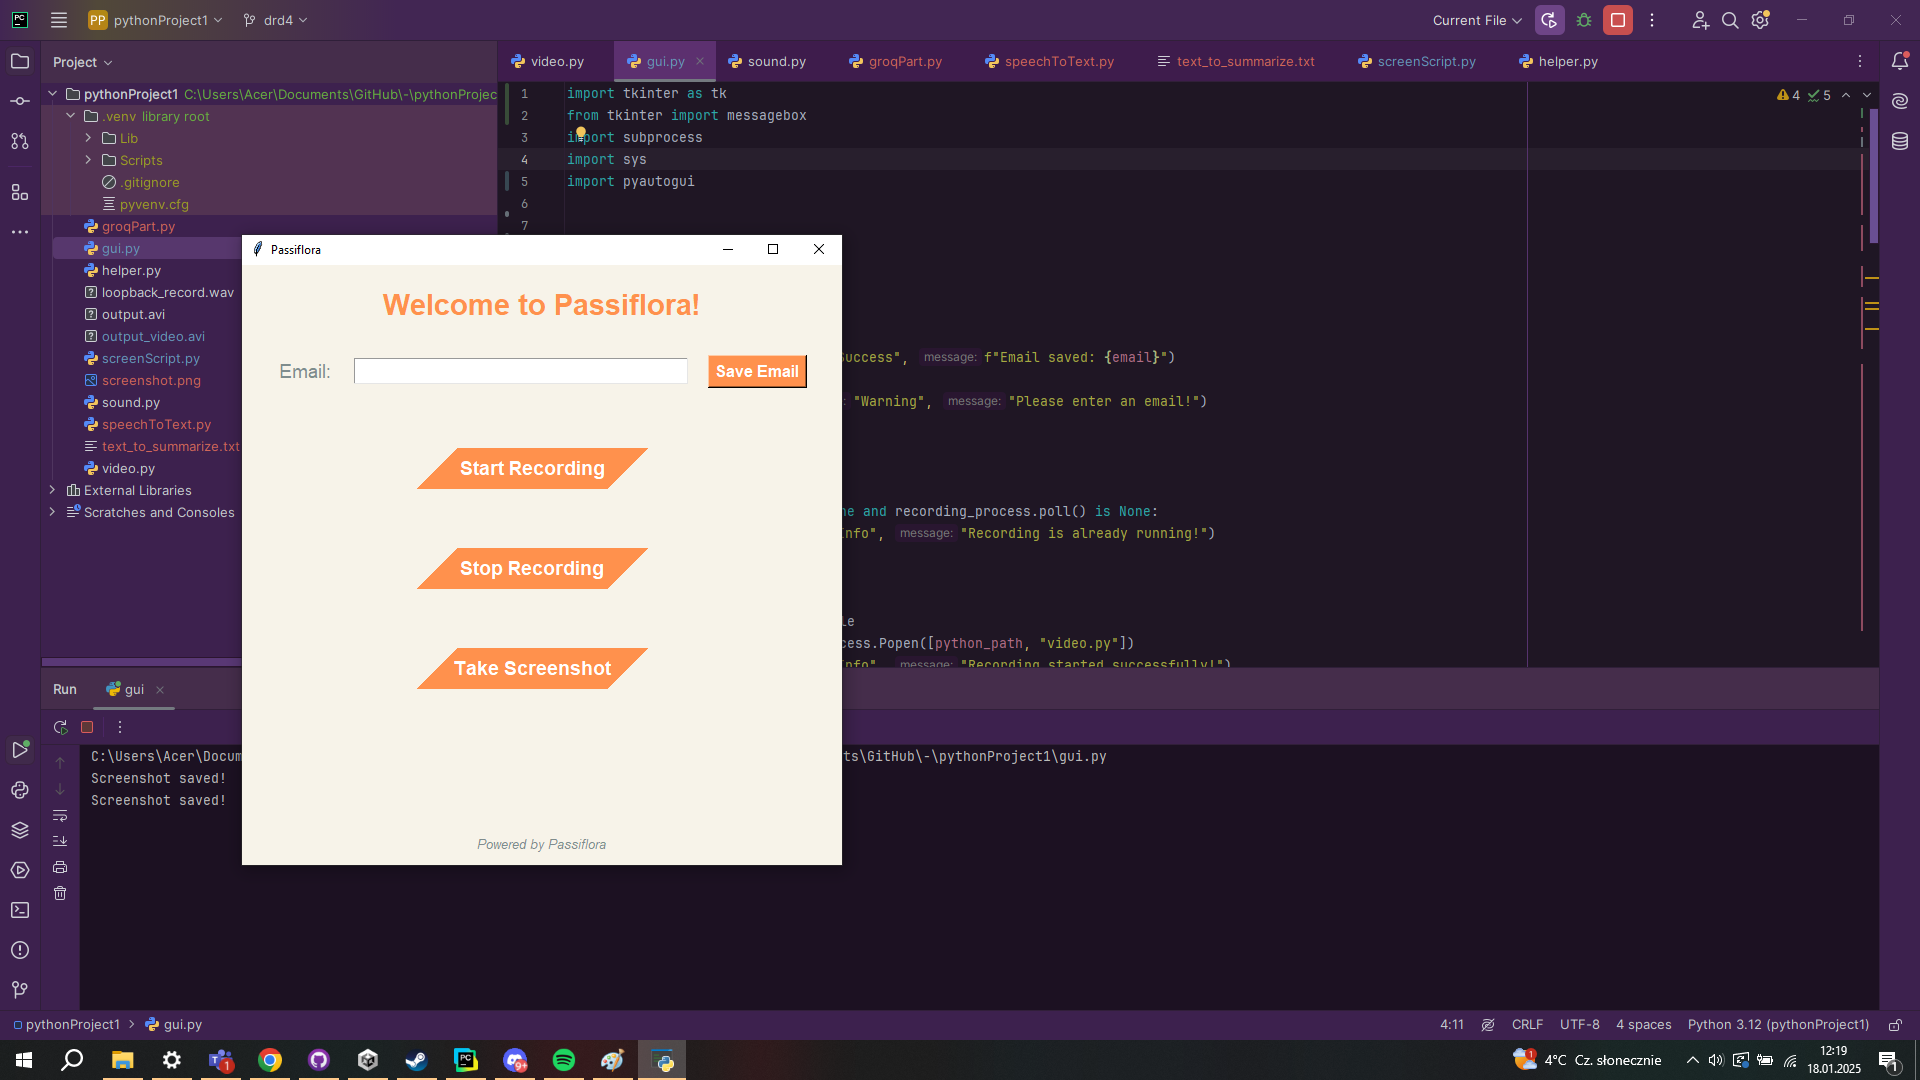 PP pythonProject1 drd4 Current File
Project
video.py gui.py sound.py groqPart.py speechToText.py text_to_summarize.txt screenScript.py helper.py
pythonProject1 C:\Users\Acer\Documents\GitHub\-\pythonProjec
.venv library root
Lib
Scripts
.gitignore
pyvenv.cfg
groqPart.py
gui.py
helper.py
loopback_record.wav
output.avi
output_video.avi
screenScript.py
screenshot.png
sound.py
speechToText.py
text_to_summarize.txt
video.py
External Libraries
Scratches and Consoles
1 import tkinter as tk
2 from tkinter import messagebox
3 import subprocess
4 import sys
5 import pyautogui
6
7
4 5
Passiflora
Welcome to Passiflora!
Email: Save Email
Start Recording
Stop Recording
Take Screenshot
Powered by Passiflora
Success", message: f"Email saved: {email}")
: "Warning", message: "Please enter an email!")
ne and recording_process.poll() is None:
Info", message: "Recording is already running!")
le
cess.Popen([python_path, "video.py"])
Info", message: "Recording started successfully!")
Run gui
C:\Users\Acer\Docum
ts\GitHub\-\pythonProject1\gui.py
Screenshot saved!
Screenshot saved!
pythonProject1 > gui.py 4:11 CRLF UTF-8 4 spaces Python 3.12 (pythonProject1)
1 9+ 1 4°C Cz. słonecznie 12:19
18.01.2025 1